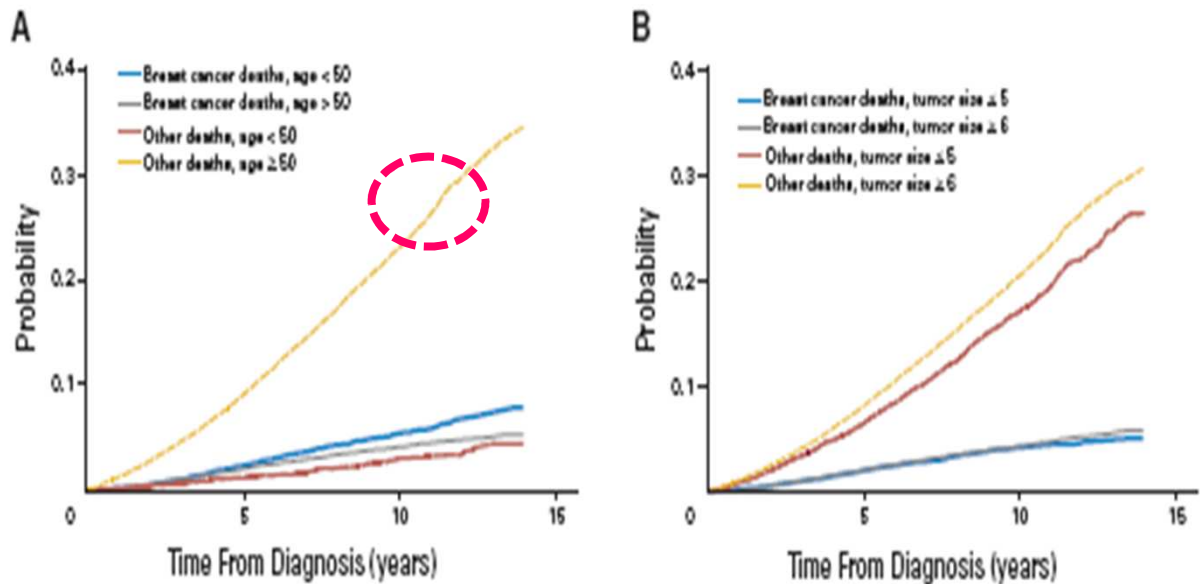 A
0.4
0.3
0.2
0.1
0
5
10
15
Probability
Time From Diagnosis (years)
Breast cancer deaths, age < 50
Breast cancer deaths, age > 50
Other deaths, age < 50
Other deaths, age ≥ 50
B
0.4
0.3
0.2
0.1
0
5
10
15
Probability
Time From Diagnosis (years)
Breast cancer deaths, tumor size ≤ 5
Breast cancer deaths, tumor size ≥ 6
Other deaths, tumor size ≤ 5
Other deaths, tumor size ≥ 6